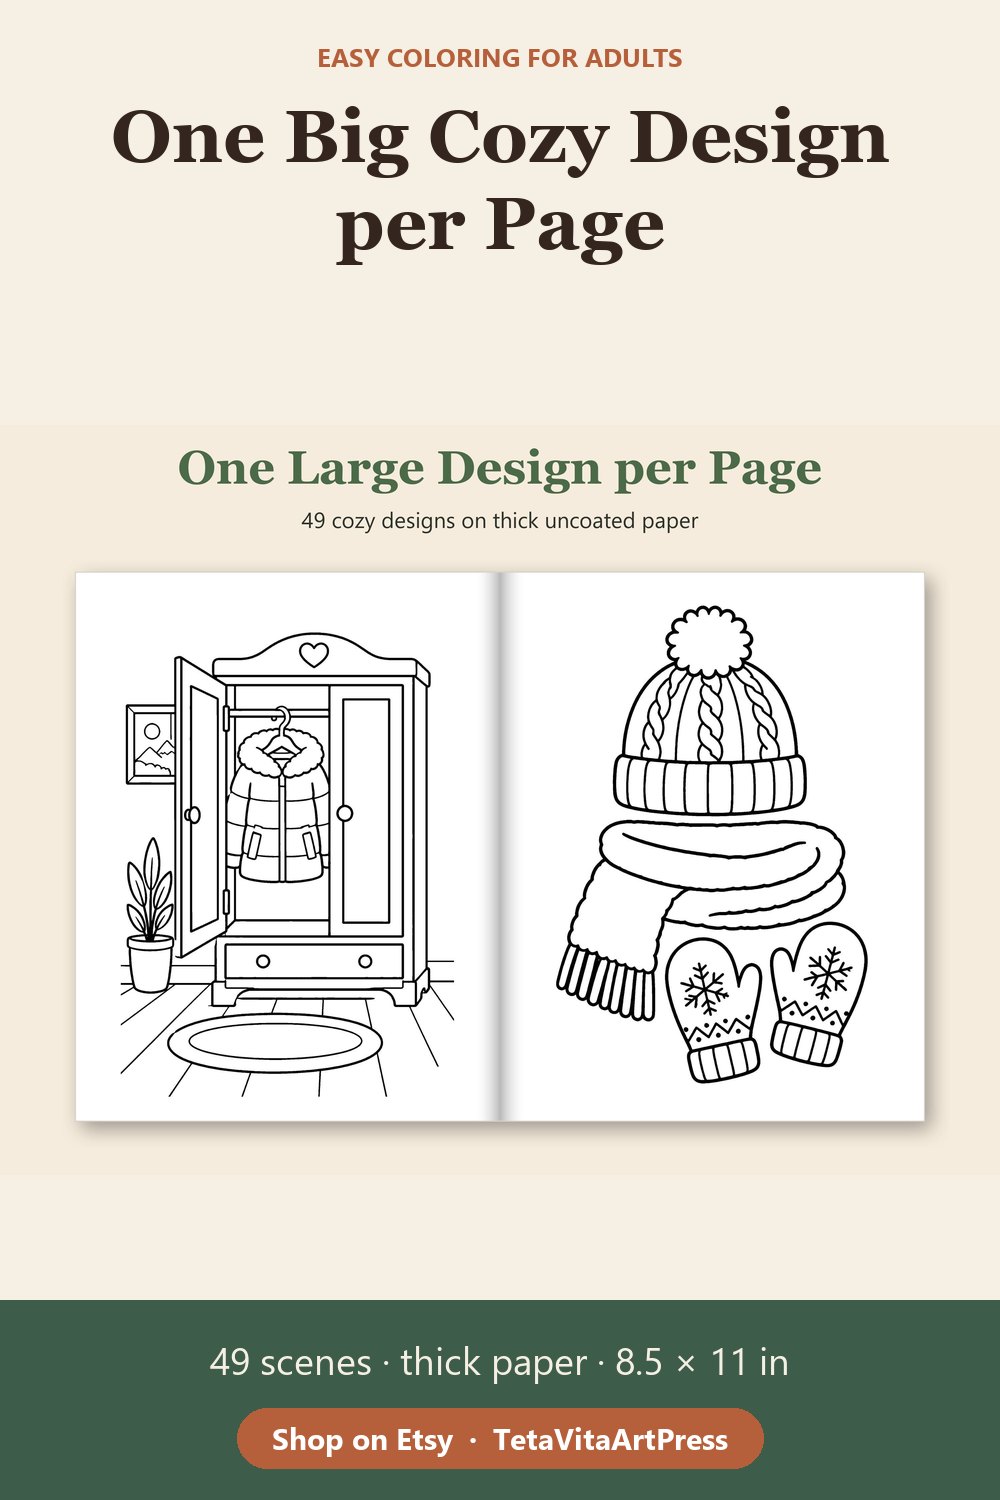 EASY COLORING FOR ADULTS
One Big Cozy Design
per Page
One Large Design per Page
49 cozy designs on thick uncoated paper
49 scenes · thick paper · 8.5 × 11 in
Shop on Etsy · TetaVitaArtPress